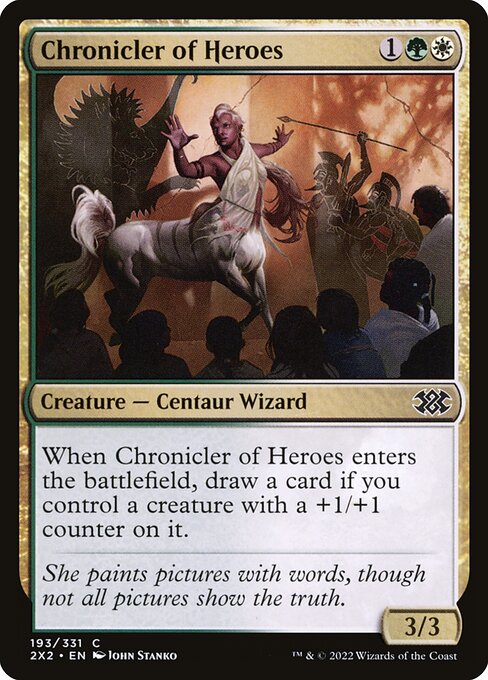 Chronicler of Heroes 1
Creature — Centaur Wizard
When Chronicler of Heroes enters
the battlefield, draw a card if you
control a creature with a +1/+1
counter on it.
She paints pictures with words, though
not all pictures show the truth.
3/3
193/331 C
2X2 • EN John Stanko ™ & © 2022 Wizards of the Coast